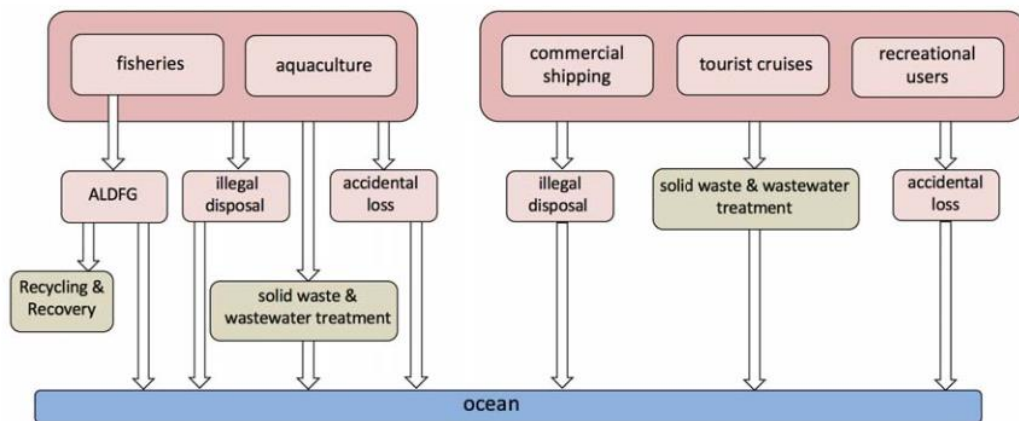 fisheries
aquaculture
commercial
shipping
tourist cruises
recreational
users
ALDFG
illegal
disposal
accidental
loss
illegal
disposal
solid waste & wastewater
treatment
accidental
loss
Recycling &
Recovery
solid waste &
wastewater treatment
ocean